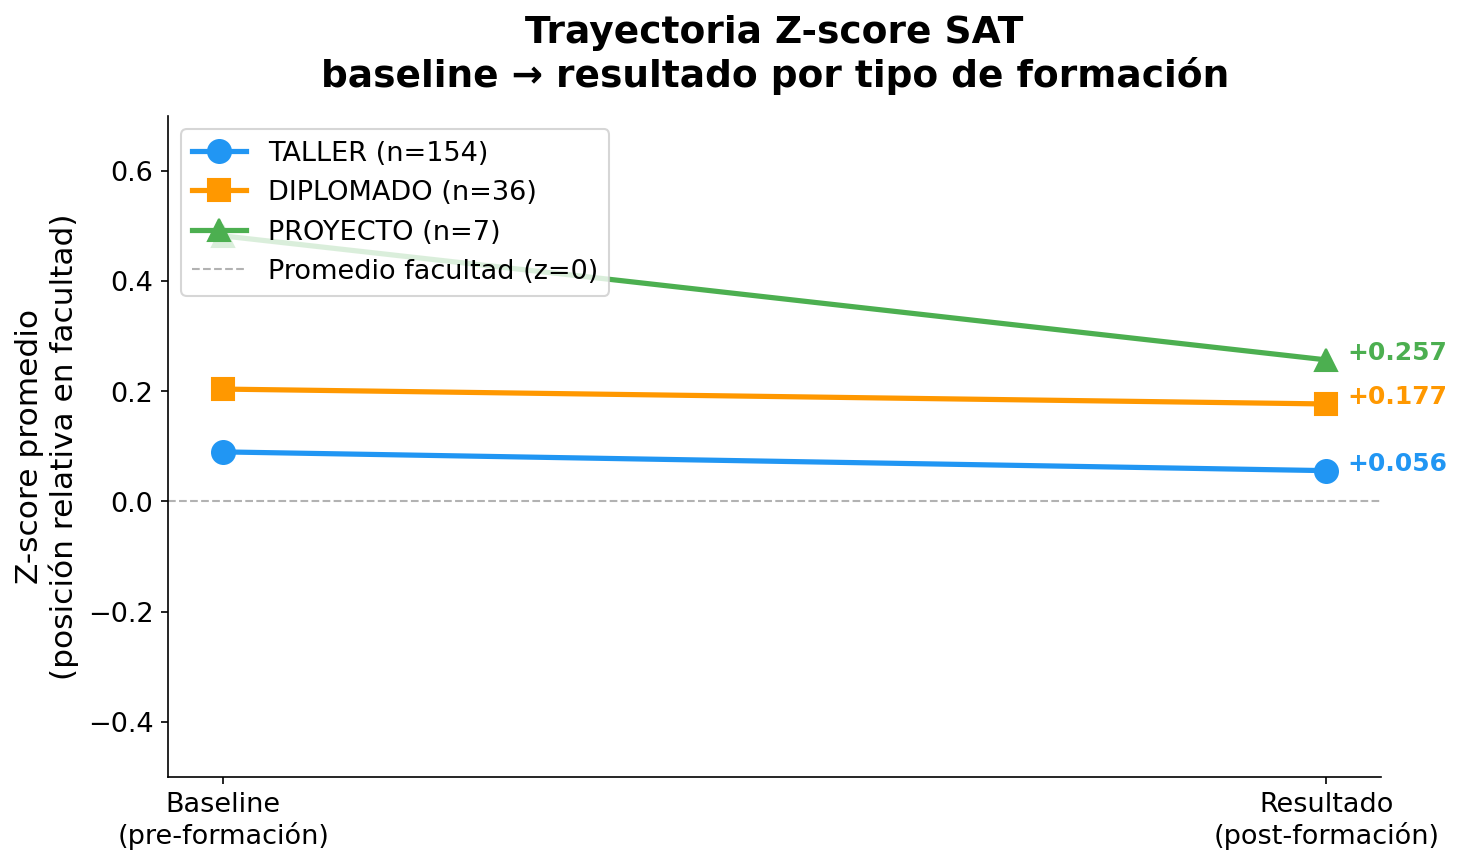 Trayectoria Z-score SAT
baseline → resultado por tipo de formación
TALLER (n=154)
DIPLOMADO (n=36)
PROYECTO (n=7)
Promedio facultad (z=0)
Z-score promedio
(posición relativa en facultad)
0.6
0.4
0.2
0.0
−0.2
−0.4
+0.257
+0.177
+0.056
Baseline
(pre-formación)
Resultado
(post-formación)